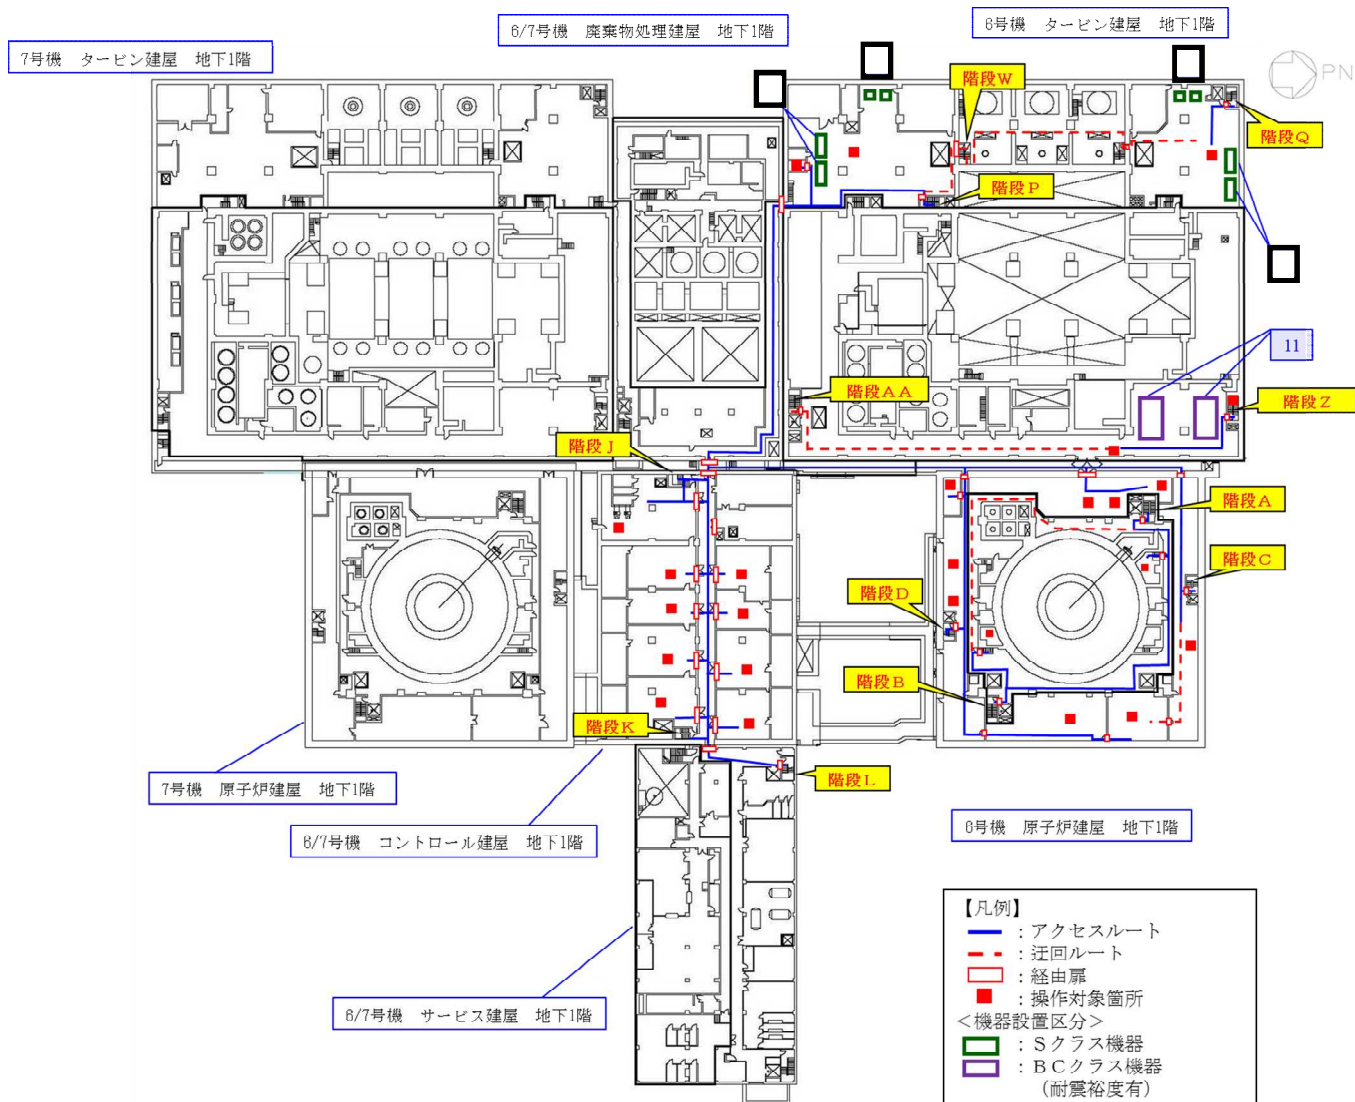 6/7号機 廃棄物処理建屋 地下1階
6号機 タービン建屋 地下1階
7号機 タービン建屋 地下1階
PN
階段W
階段Q
階段P
11
階段AA
階段Z
階段J
階段A
階段C
階段D
階段B
階段K
階段L
7号機 原子炉建屋 地下1階
6/7号機 コントロール建屋 地下1階
6号機 原子炉建屋 地下1階
6/7号機 サービス建屋 地下1階
【凡例】
：アクセスルート
：迂回ルート
：経由扉
：操作対象箇所
＜機器設置区分＞
：Sクラス機器
：BCクラス機器
（耐震裕度有）